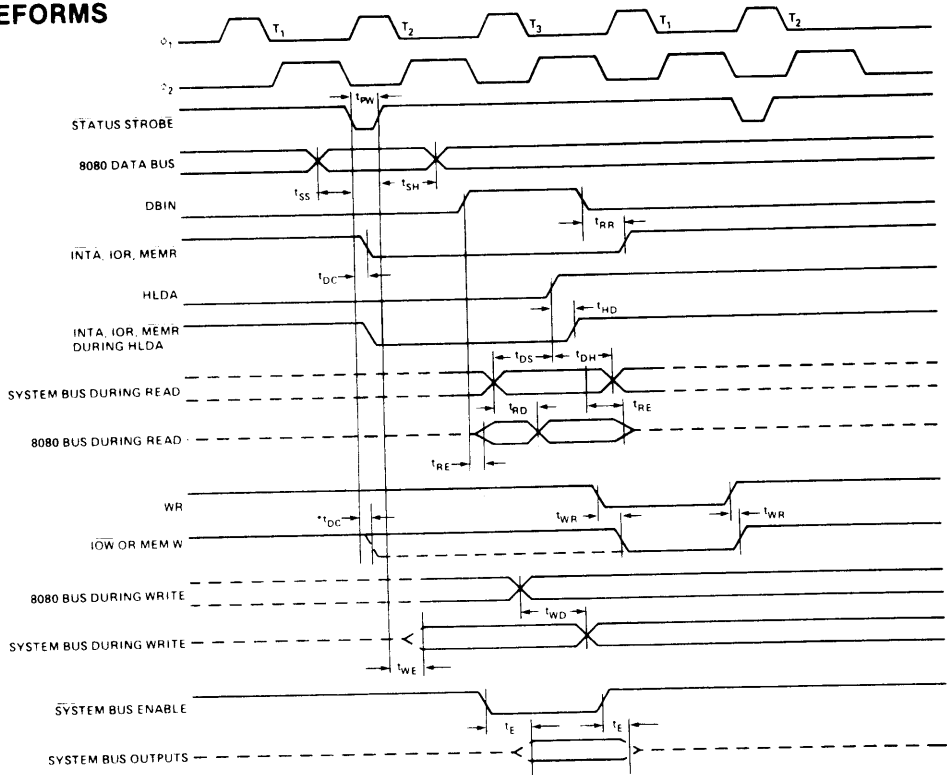 EFORMS
T1 T2 T3 T1 T2
ϕ1
ϕ2
tPW
STATUS STROBE
8080 DATA BUS
tSS tSH
DBIN
tRR
INTA, IOR, MEMR
tDC
HLDA
tHD
INTA, IOR, MEMR
DURING HLDA
tDS tDH
SYSTEM BUS DURING READ
tRD tRE
8080 BUS DURING READ
tRE
WR
*tDC tWR tWR
IOW OR MEM W
8080 BUS DURING WRITE
tWD
SYSTEM BUS DURING WRITE
tWE
SYSTEM BUS ENABLE
tE tE
SYSTEM BUS OUTPUTS